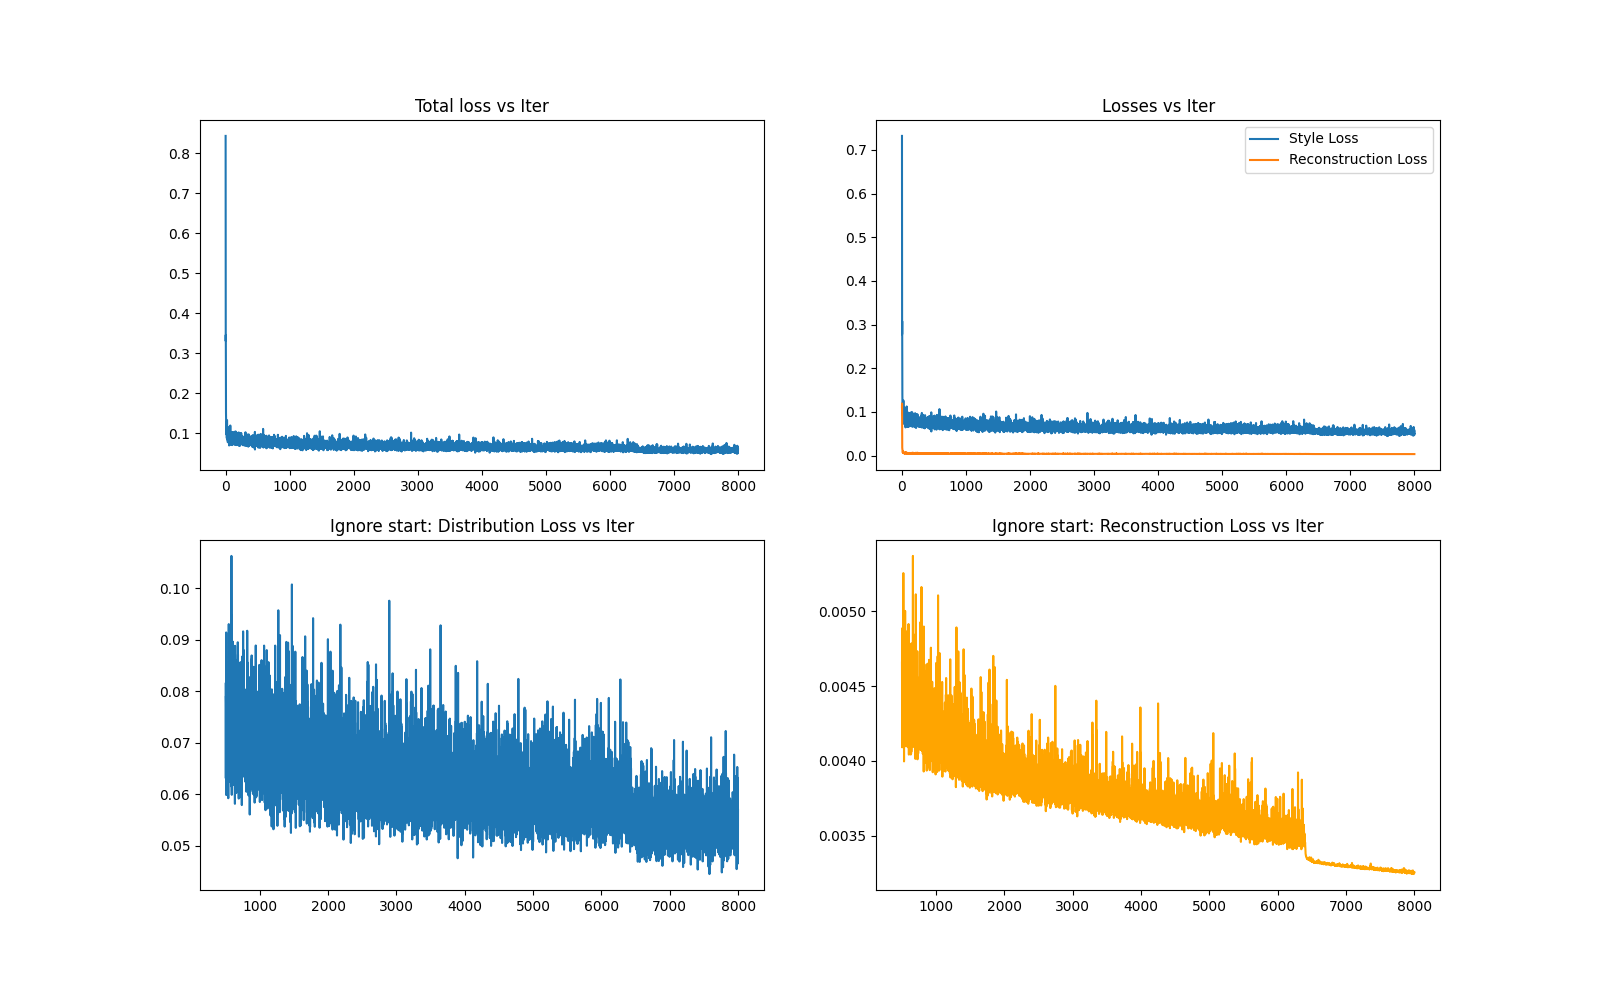 Total loss vs Iter
0.8
0.7
0.6
0.5
0.4
0.3
0.2
0.1
0 1000 2000 3000 4000 5000 6000 7000 8000
Losses vs Iter
Style Loss
Reconstruction Loss
0.7
0.6
0.5
0.4
0.3
0.2
0.1
0.0
0 1000 2000 3000 4000 5000 6000 7000 8000
Ignore start: Distribution Loss vs Iter
0.10
0.09
0.08
0.07
0.06
0.05
1000 2000 3000 4000 5000 6000 7000 8000
Ignore start: Reconstruction Loss vs Iter
0.0050
0.0045
0.0040
0.0035
1000 2000 3000 4000 5000 6000 7000 8000